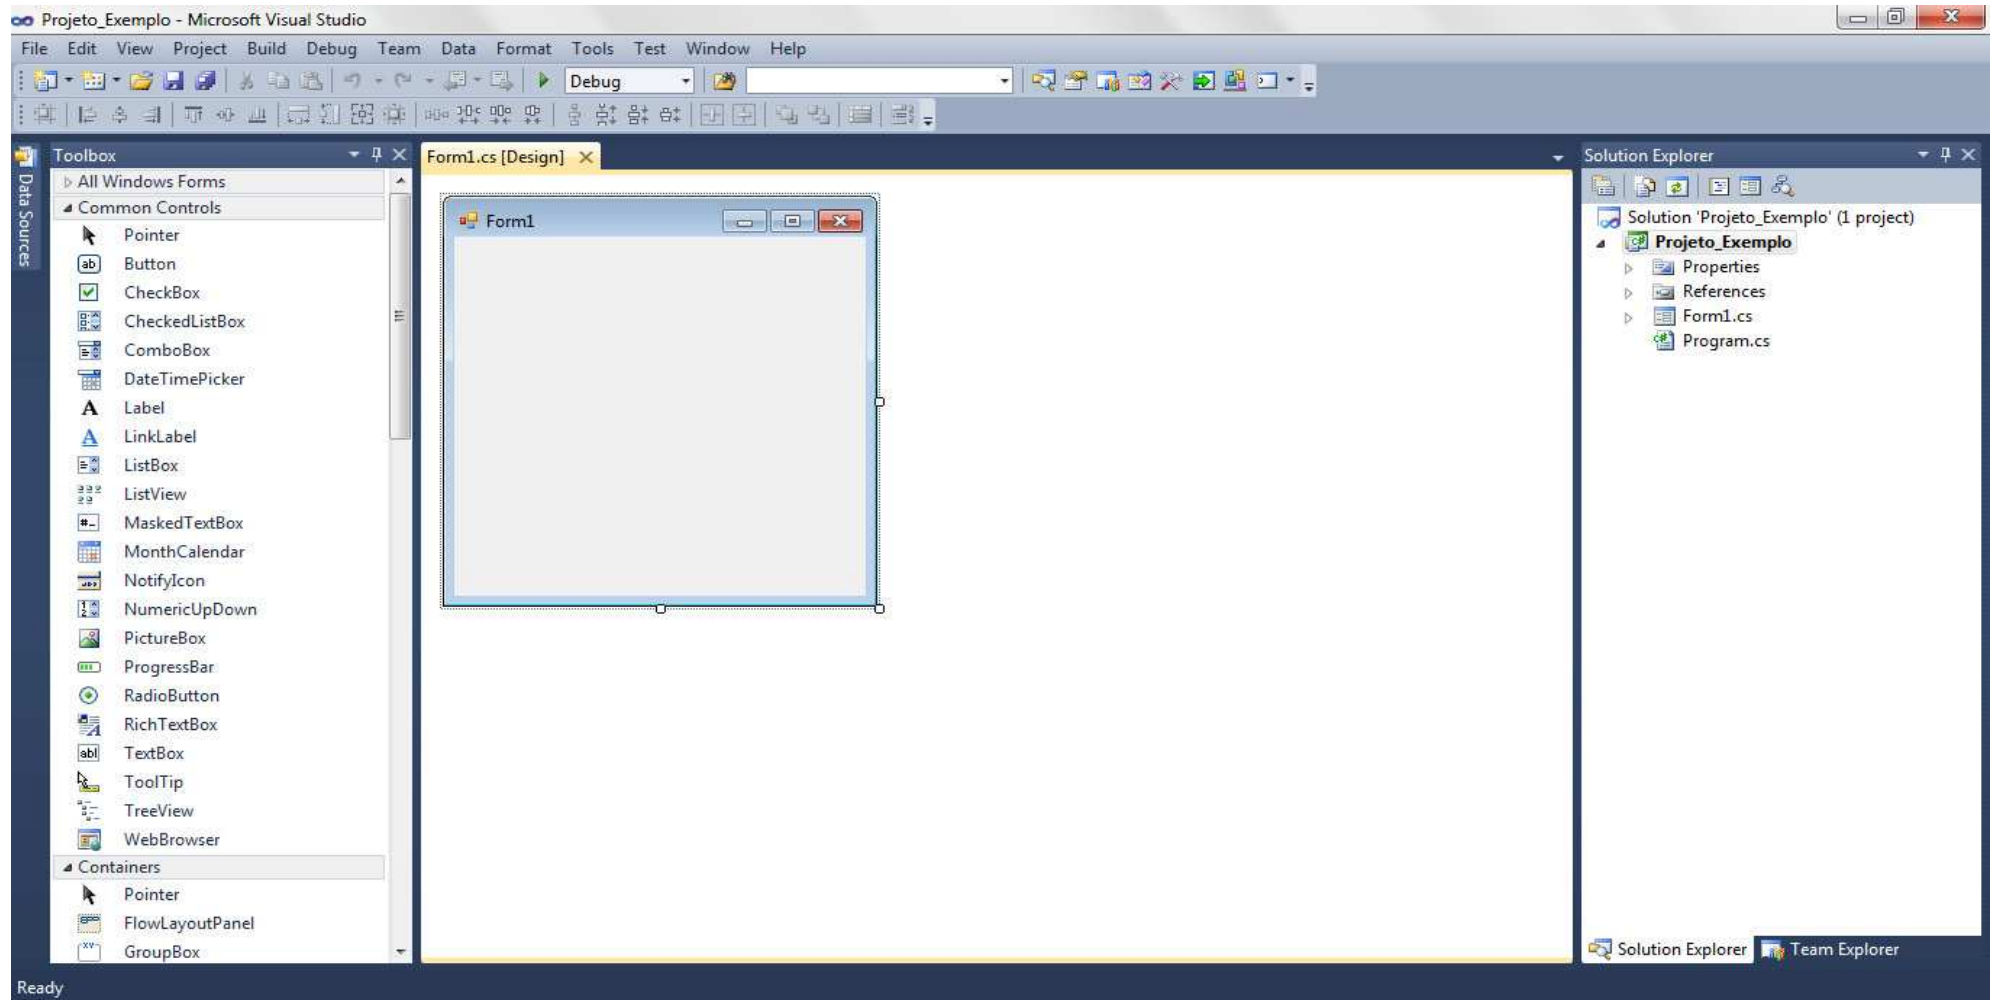 Projeto_Exemplo - Microsoft Visual Studio
File Edit View Project Build Debug Team Data Format Tools Test Window Help
Debug
Data Sources
Toolbox
All Windows Forms
Common Controls
Pointer
Button
CheckBox
CheckedListBox
ComboBox
DateTimePicker
Label
LinkLabel
ListBox
ListView
MaskedTextBox
MonthCalendar
NotifyIcon
NumericUpDown
PictureBox
ProgressBar
RadioButton
RichTextBox
TextBox
ToolTip
TreeView
WebBrowser
Containers
Pointer
FlowLayoutPanel
GroupBox
Form1.cs [Design]
Form1
Solution Explorer
Solution 'Projeto_Exemplo' (1 project)
Projeto_Exemplo
Properties
References
Form1.cs
Program.cs
Solution Explorer Team Explorer
Ready